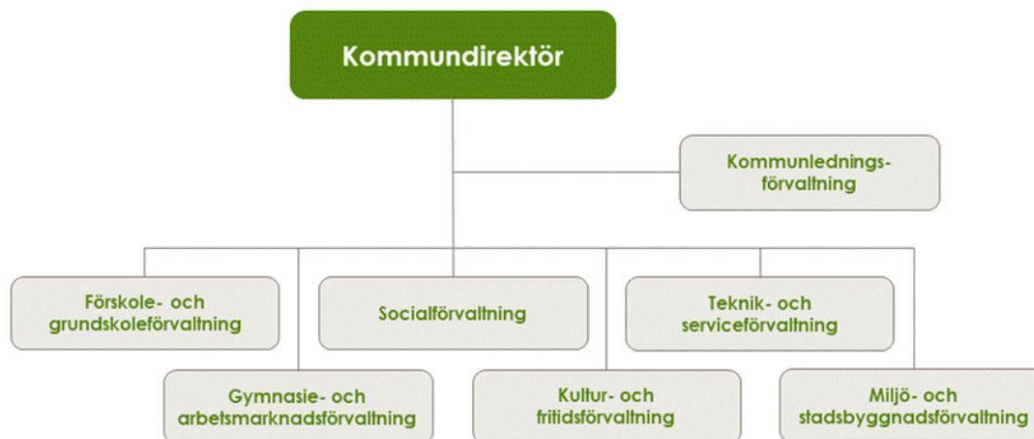 Kommundirektör
Kommunlednings-
förvaltning
Förskole- och
grundskoleförvaltning
Socialförvaltning
Teknik- och
serviceförvaltning
Gymnasie- och
arbetsmarknadsförvaltning
Kultur- och
fritidsförvaltning
Miljö- och
stadsbyggnadsförvaltning